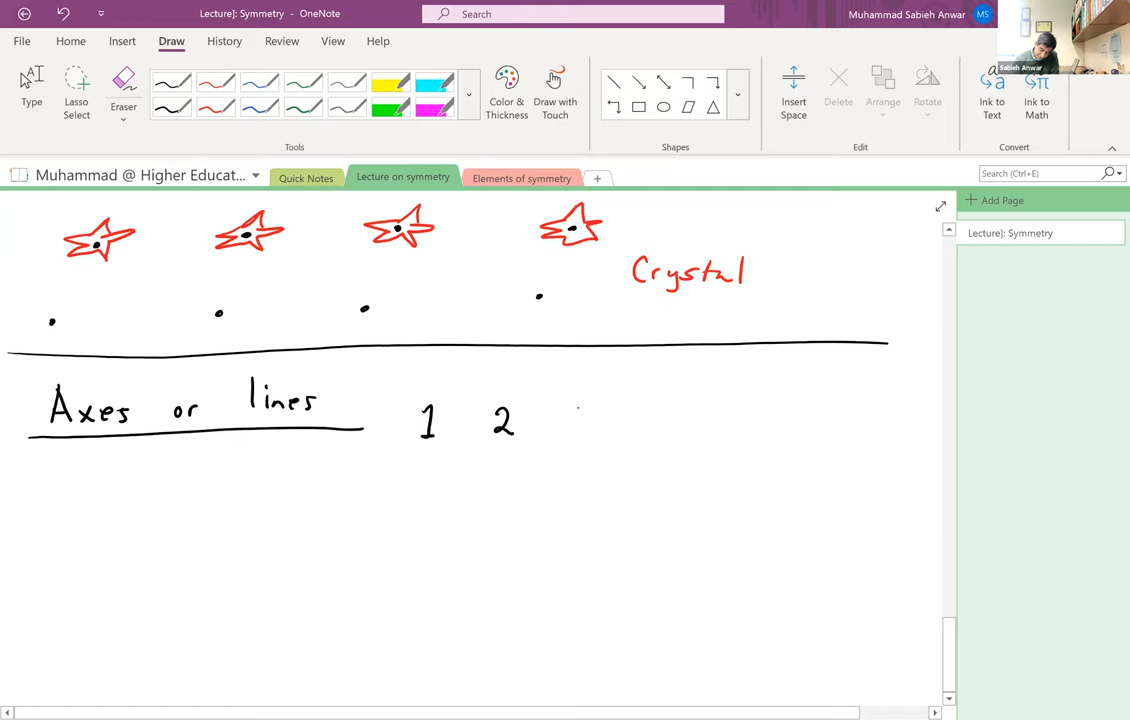 Lecture]: Symmetry - OneNote
Search
Muhammad Sabieh Anwar
MS
File Home Insert Draw History Review View Help
Sabieh Anwar
Type
Lasso Select
Eraser
Color & Thickness
Draw with Touch
Insert Space
Delete
Arrange
Rotate
Ink to Text
Ink to Math
Tools
Shapes
Edit
Convert
Muhammad @ Higher Educat...
Quick Notes
Lecture on symmetry
Elements of symmetry
Search (Ctrl+E)
Add Page
Lecture]: Symmetry
Crystal
Axes or lines 1 2